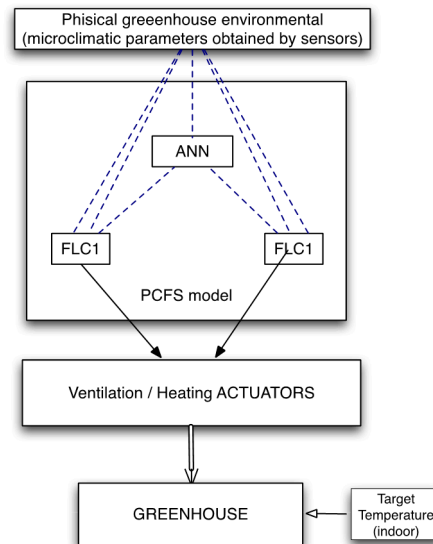 Phisical greeenhouse environmental
(microclimatic parameters obtained by sensors)
ANN
FLC1
FLC1
PCFS model
Ventilation / Heating ACTUATORS
GREENHOUSE
Target
Temperature
(indoor)